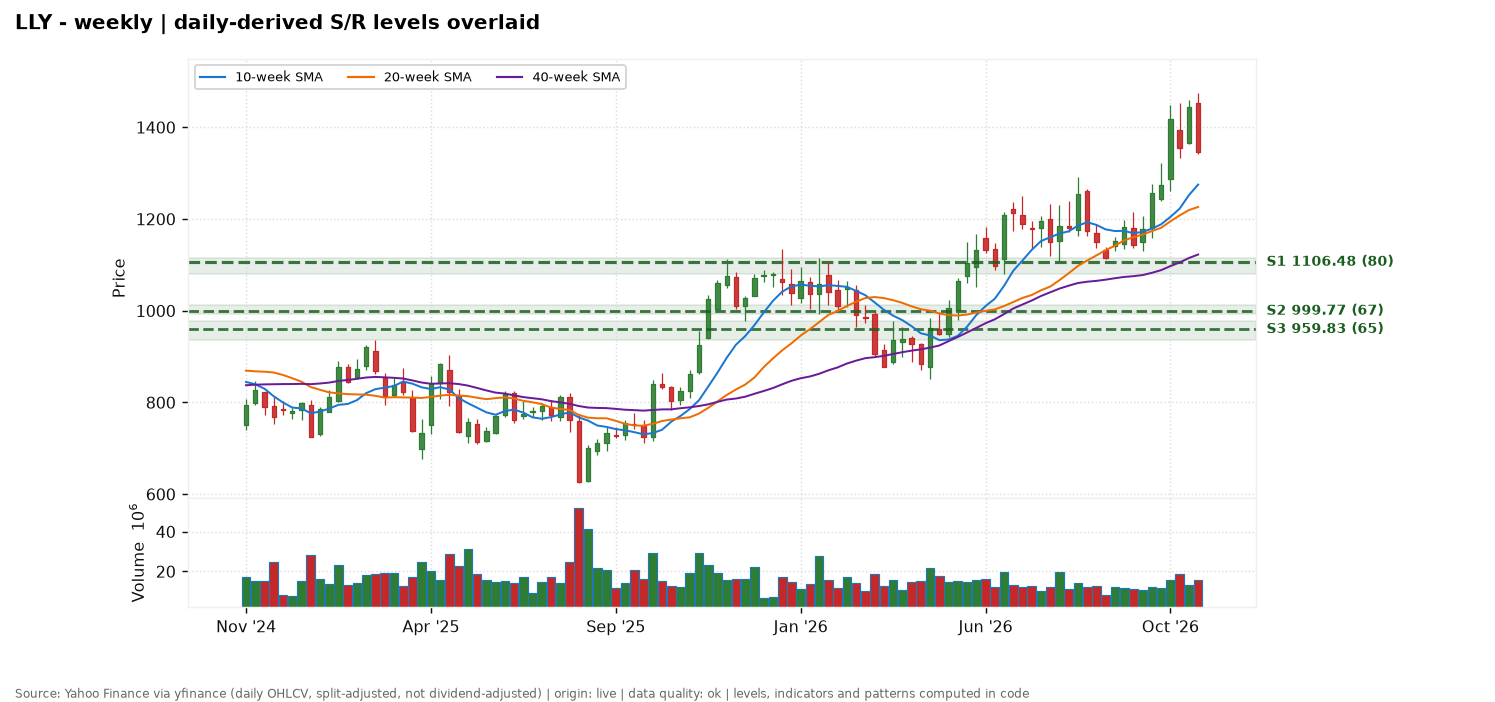 LLY - weekly | daily-derived S/R levels overlaid
10-week SMA 20-week SMA 40-week SMA
Price
1400
1200
1000
800
600
S1 1106.48 (80)
S2 999.77 (67)
S3 959.83 (65)
Volume 10⁶
40
20
Nov '24 Apr '25 Sep '25 Jan '26 Jun '26 Oct '26
Source: Yahoo Finance via yfinance (daily OHLCV, split-adjusted, not dividend-adjusted) | origin: live | data quality: ok | levels, indicators and patterns computed in code